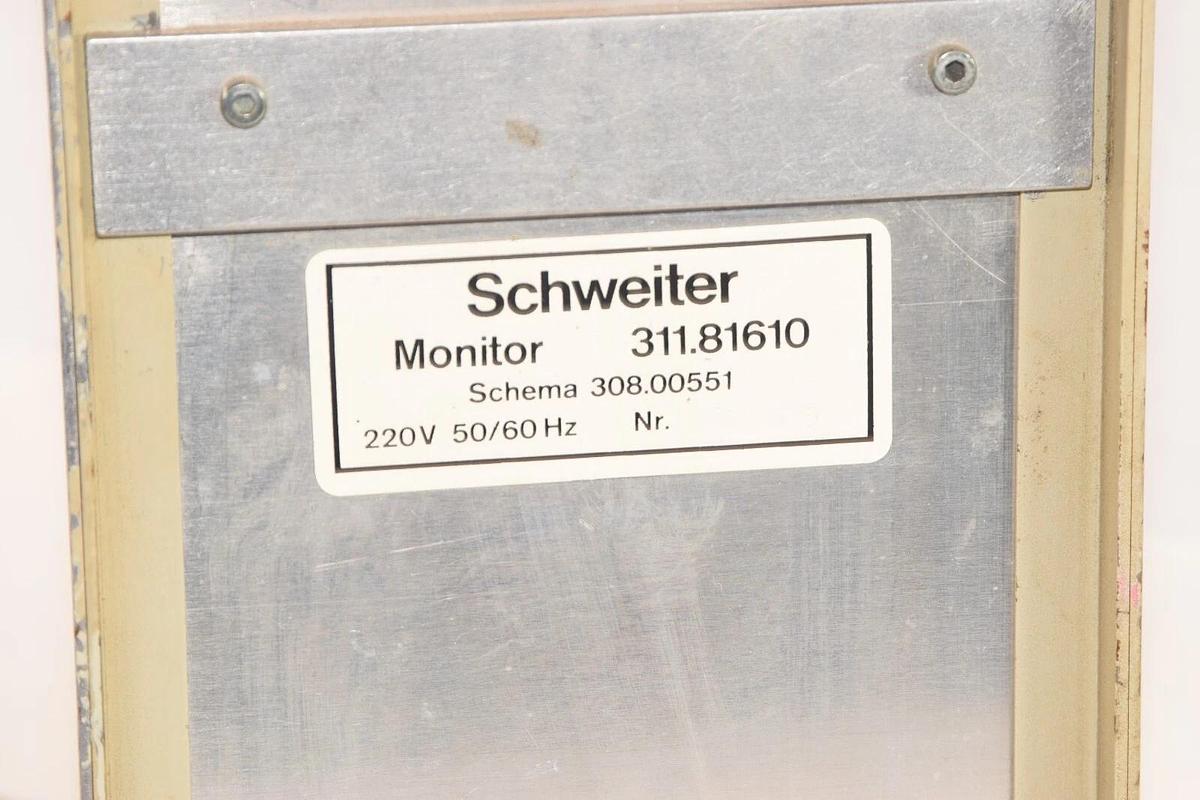 Schweiter
Monitor 311.81610
Schema 308.00551
220V 50/60 Hz Nr.